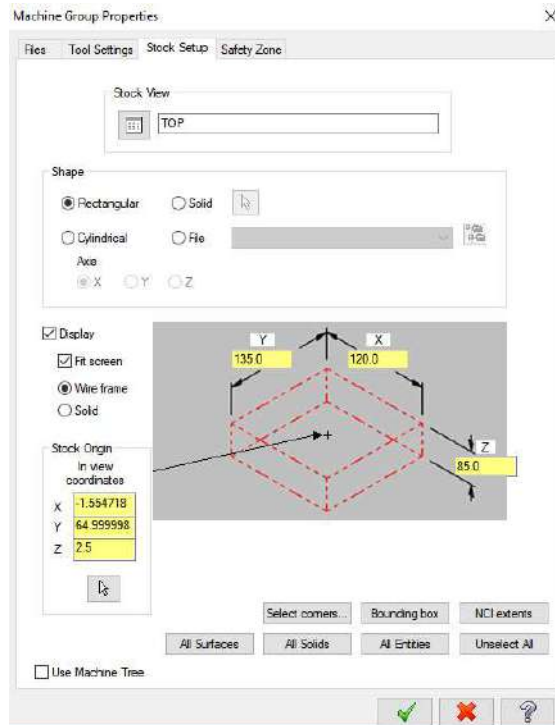 Machine Group Properties
Files Tool Settings Stock Setup Safety Zone
Stock View
TOP
Shape
Rectangular Solid
Cylindrical File
Axis
X Y Z
Display
Fit screen
Wire frame
Solid
Y X
135.0 120.0
Z
85.0
Stock Origin
In view
coordinates
X -1.554718
Y 64.999998
Z 2.5
Select corners... Bounding box NCI extents
All Surfaces All Solids All Entities Unselect All
Use Machine Tree